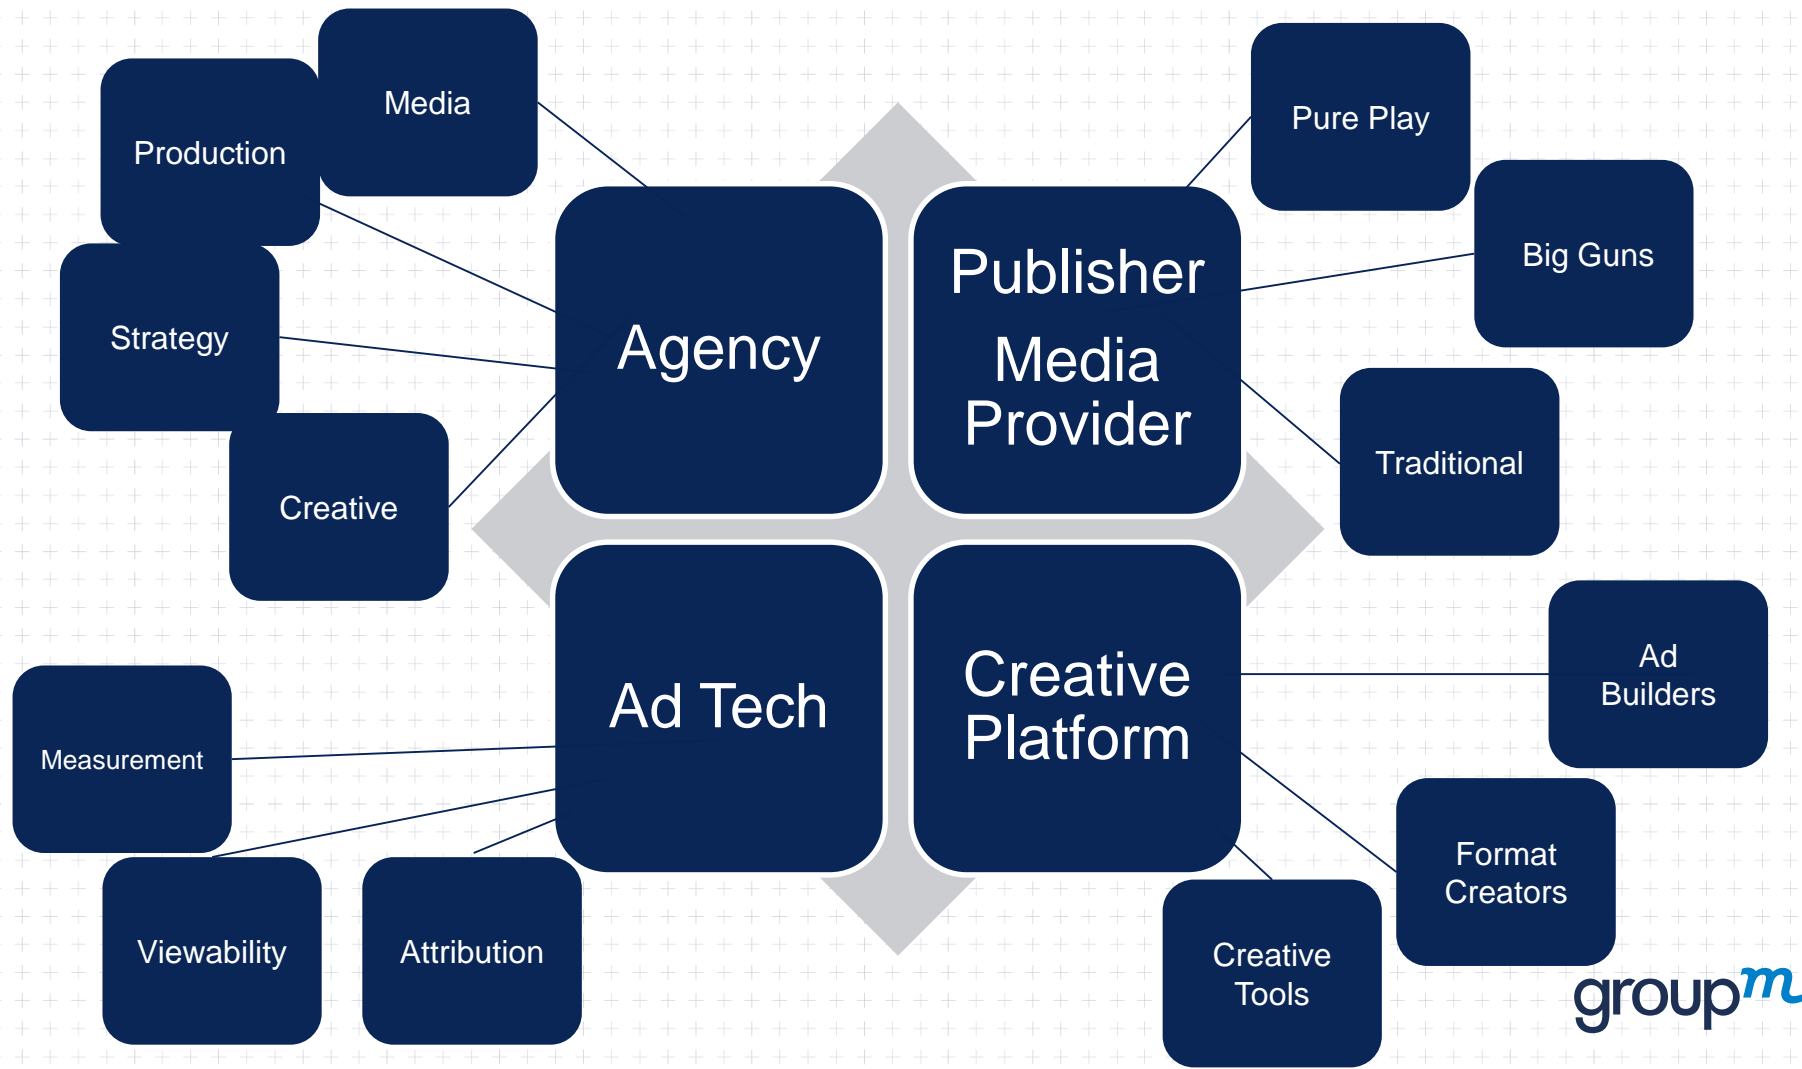 Media
Production
Strategy
Creative
Agency
Publisher
Media
Provider
Pure Play
Big Guns
Traditional
Ad Tech
Measurement
Viewability
Attribution
Creative
Platform
Ad
Builders
Format
Creators
Creative
Tools
groupm